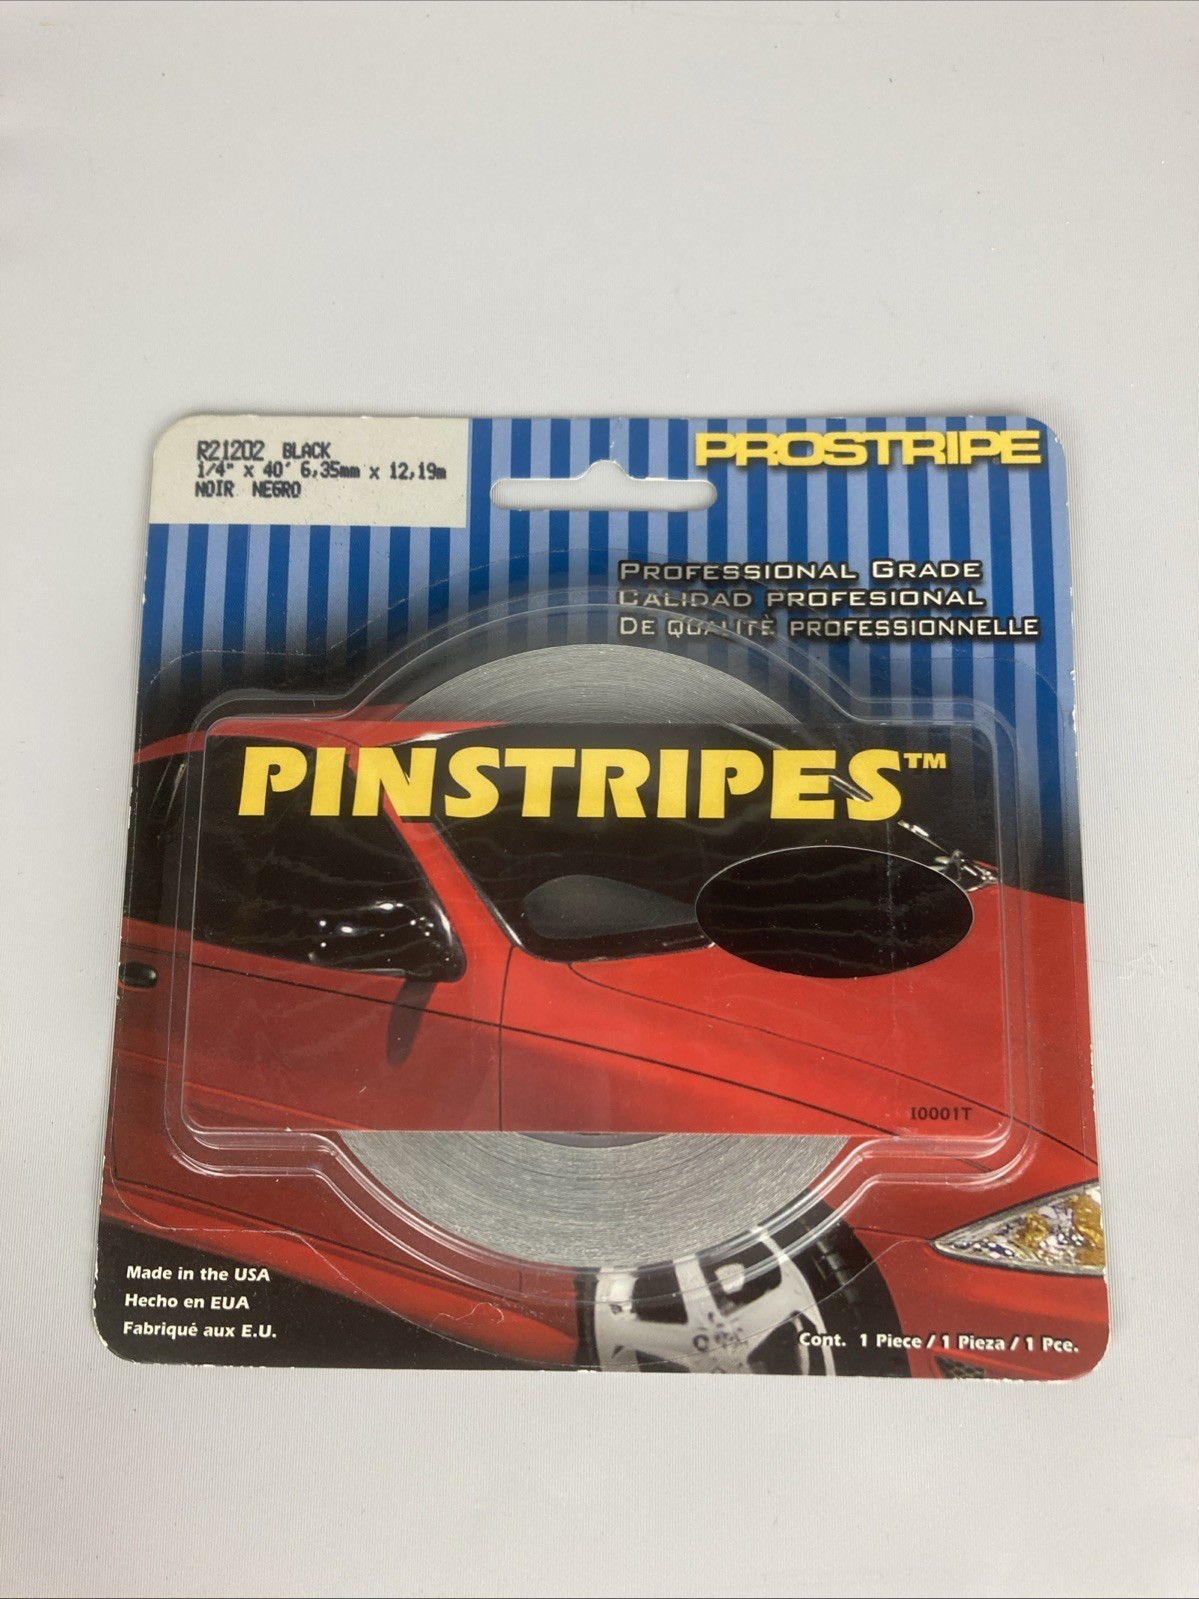 R21202 BLACK
1/4" x 40' 6,35mm x 12,19m
NOIR NEGRO
PROSTRIPE
PROFESSIONAL GRADE
CALIDAD PROFESIONAL
DE QUALITÉ PROFESSIONNELLE
PINSTRIPES™
I0001T
Made in the USA
Hecho en EUA
Fabriqué aux E.U.
Cont. 1 Piece / 1 Pieza / 1 Pce.